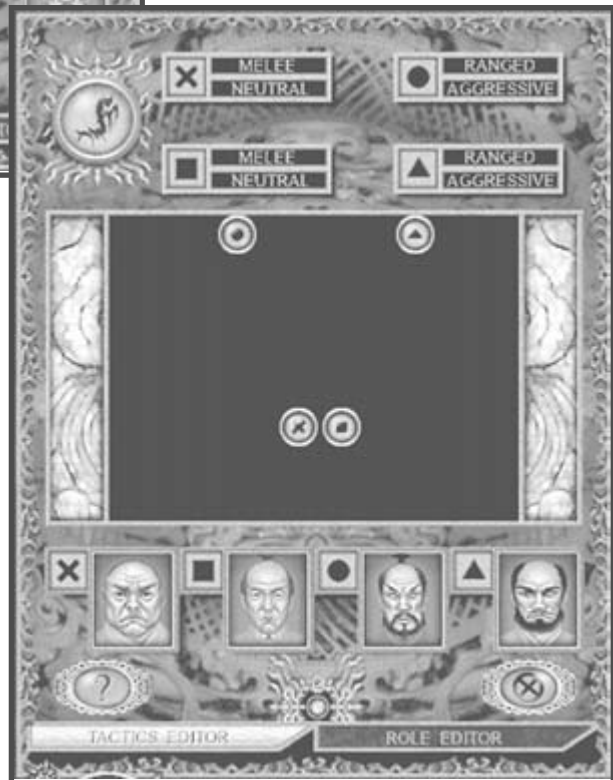 MELEE
NEUTRAL
RANGED
AGGRESSIVE
MELEE
NEUTRAL
RANGED
AGGRESSIVE
?
TACTICS EDITOR
ROLE EDITOR